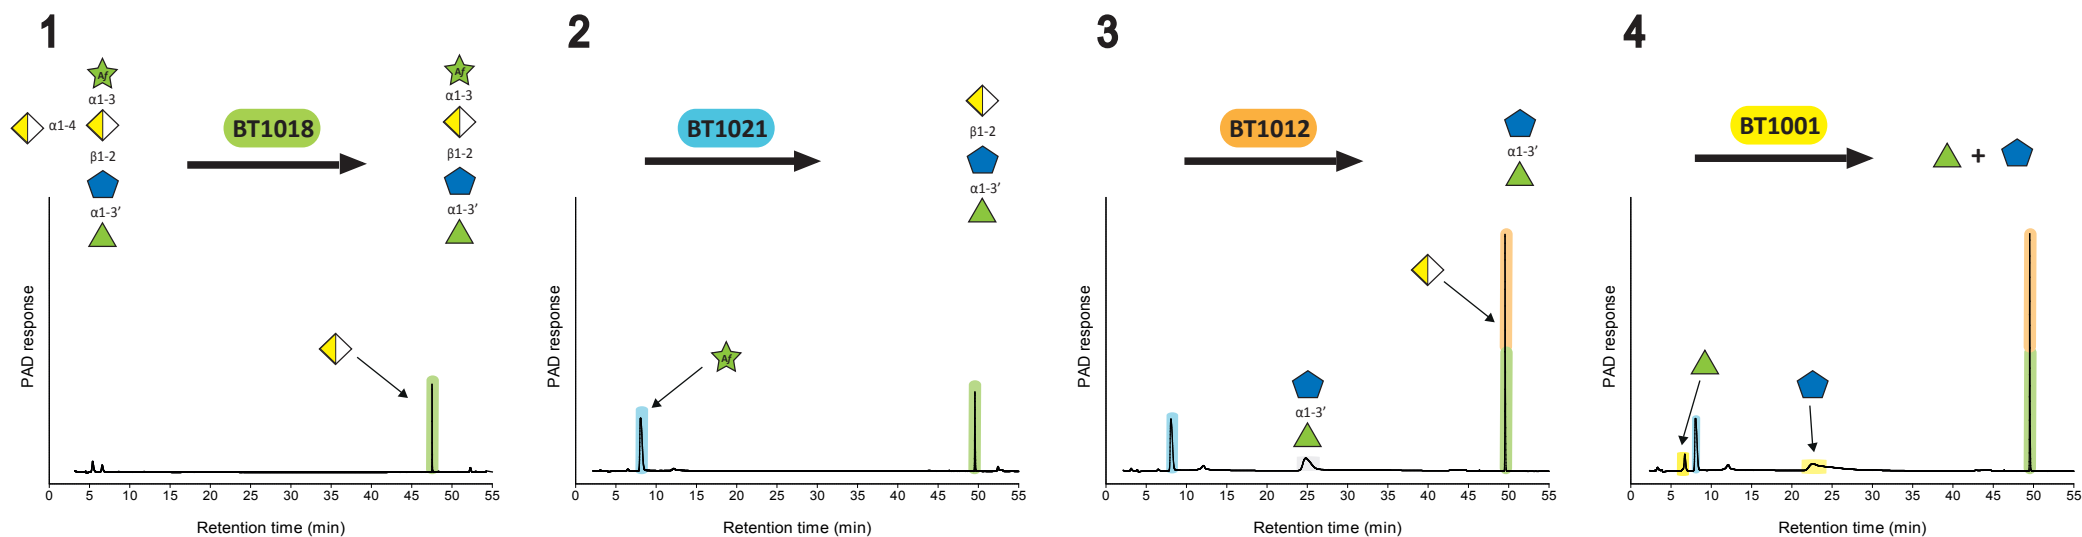 1
Af
α1-3
α1-4
β1-2
α1-3'
BT1018
Af
α1-3
β1-2
α1-3'
PAD response
0 5 10 15 20 25 30 35 40 45 50 55
Retention time (min)
2
BT1021
β1-2
α1-3'
Af
PAD response
0 5 10 15 20 25 30 35 40 45 50 55
Retention time (min)
3
BT1012
α1-3'
α1-3'
PAD response
0 5 10 15 20 25 30 35 40 45 50 55
Retention time (min)
4
BT1001
+
PAD response
0 5 10 15 20 25 30 35 40 45 50 55
Retention time (min)